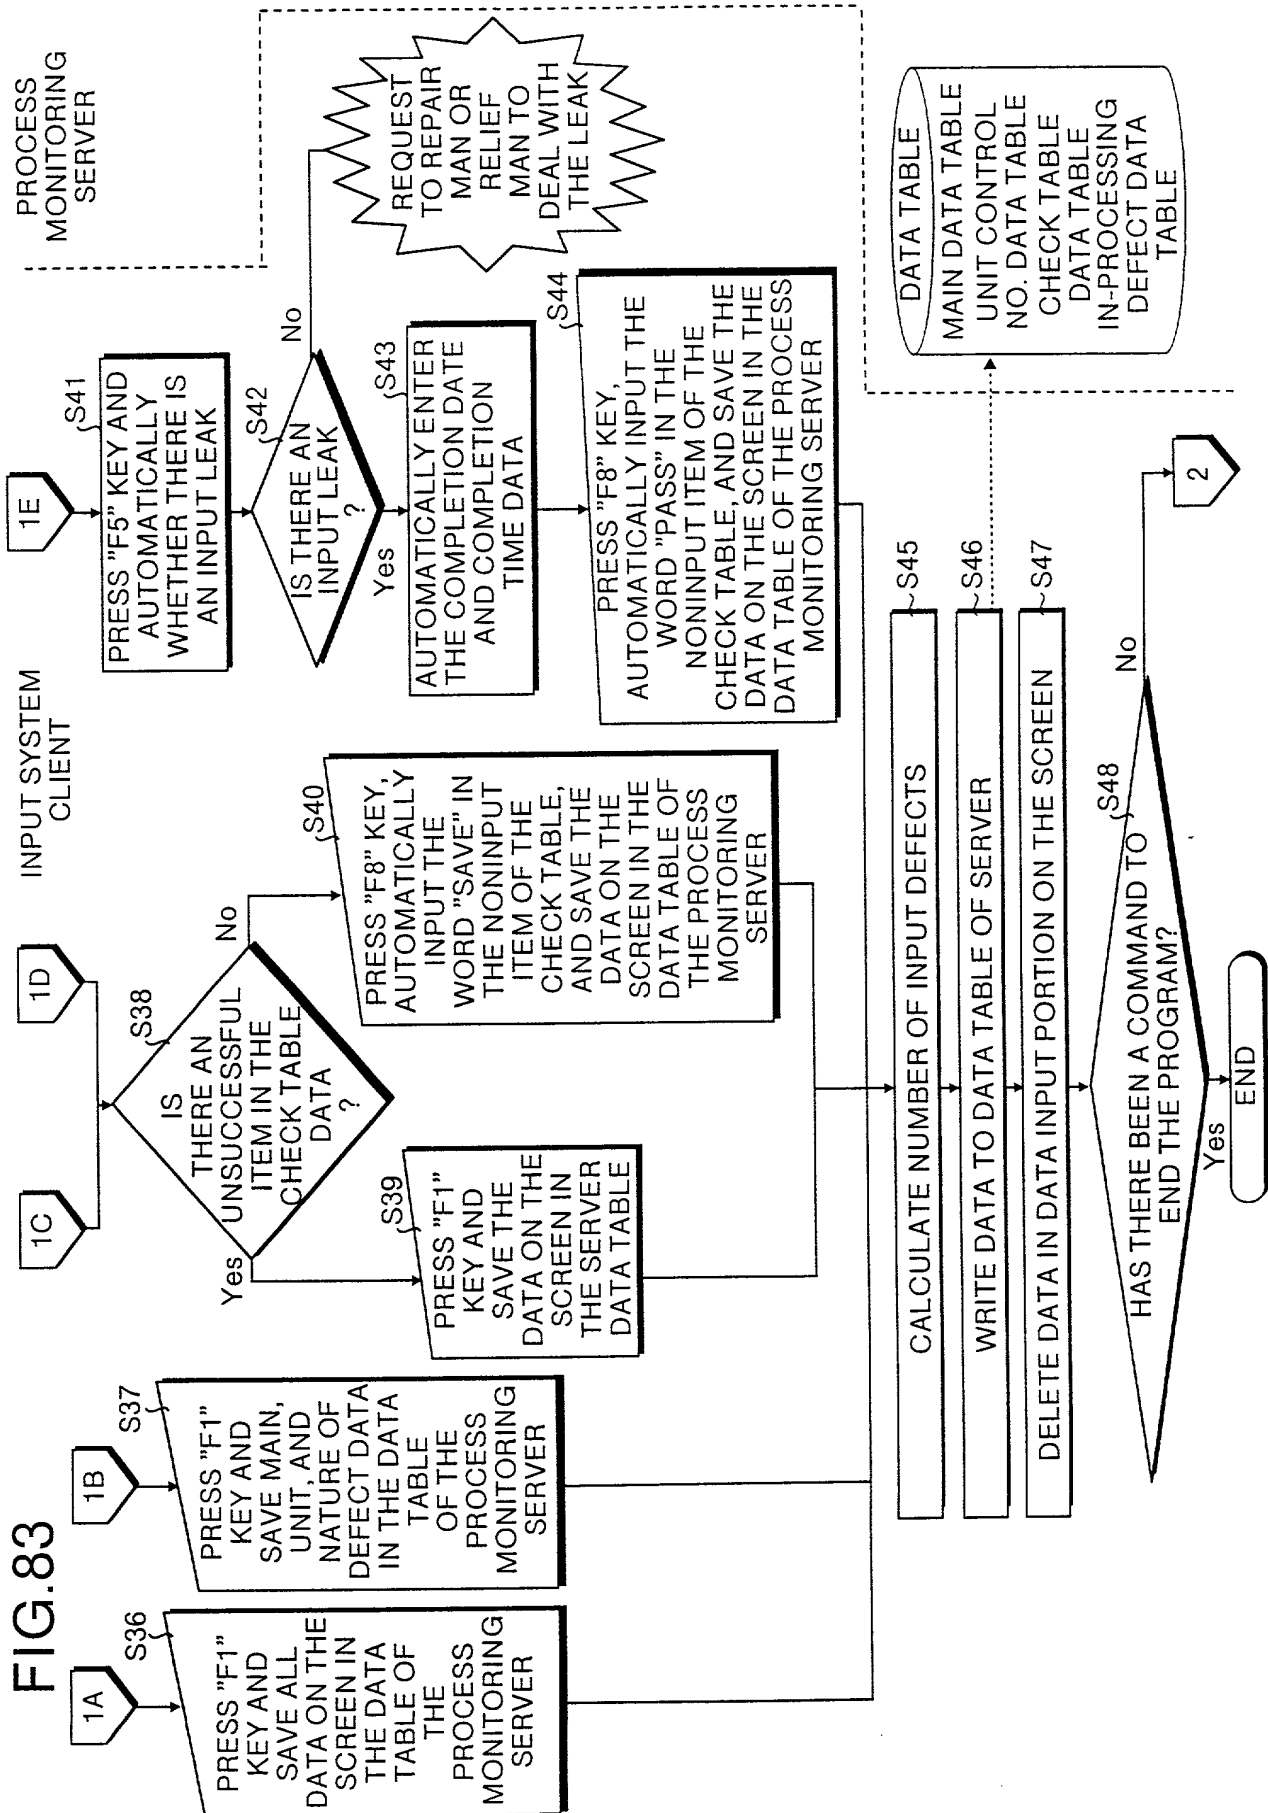 FIG.83
INPUT SYSTEM
CLIENT
PROCESS
MONITORING
SERVER
1A
S36
PRESS "F1"
KEY AND
SAVE ALL
DATA ON THE
SCREEN IN
THE DATA
TABLE OF
THE
PROCESS
MONITORING
SERVER
1B
S37
PRESS "F1"
KEY AND
SAVE MAIN,
UNIT, AND
NATURE OF
DEFECT DATA
IN THE DATA
TABLE
OF THE
PROCESS
MONITORING
SERVER
1C
1D
S38
IS
THERE AN
UNSUCCESSFUL
ITEM IN THE
CHECK TABLE
DATA
?
Yes
No
S39
PRESS "F1"
KEY AND
SAVE THE
DATA ON THE
SCREEN IN
THE SERVER
DATA TABLE
S40
PRESS "F8" KEY,
AUTOMATICALLY
INPUT THE
WORD "SAVE" IN
THE NONINPUT
ITEM OF THE
CHECK TABLE,
AND SAVE THE
DATA ON THE
SCREEN IN THE
DATA TABLE OF
THE PROCESS
MONITORING
SERVER
1E
S41
PRESS "F5" KEY AND
AUTOMATICALLY
WHETHER THERE IS
AN INPUT LEAK
S42
IS THERE AN
INPUT LEAK
?
Yes
No
REQUEST
TO REPAIR
MAN OR
RELIEF
MAN TO
DEAL WITH
THE LEAK
S43
AUTOMATICALLY ENTER
THE COMPLETION DATE
AND COMPLETION
TIME DATA
S44
PRESS "F8" KEY,
AUTOMATICALLY INPUT THE
WORD "PASS" IN THE
NONINPUT ITEM OF THE
CHECK TABLE, AND SAVE THE
DATA ON THE SCREEN IN THE
DATA TABLE OF THE PROCESS
MONITORING SERVER
CALCULATE NUMBER OF INPUT DEFECTS
S45
WRITE DATA TO DATA TABLE OF SERVER
S46
DELETE DATA IN DATA INPUT PORTION ON THE SCREEN
S47
DATA TABLE
MAIN DATA TABLE
UNIT CONTROL
NO. DATA TABLE
CHECK TABLE
DATA TABLE
IN-PROCESSING
DEFECT DATA
TABLE
S48
HAS THERE BEEN A COMMAND TO
END THE PROGRAM?
Yes
No
2
END